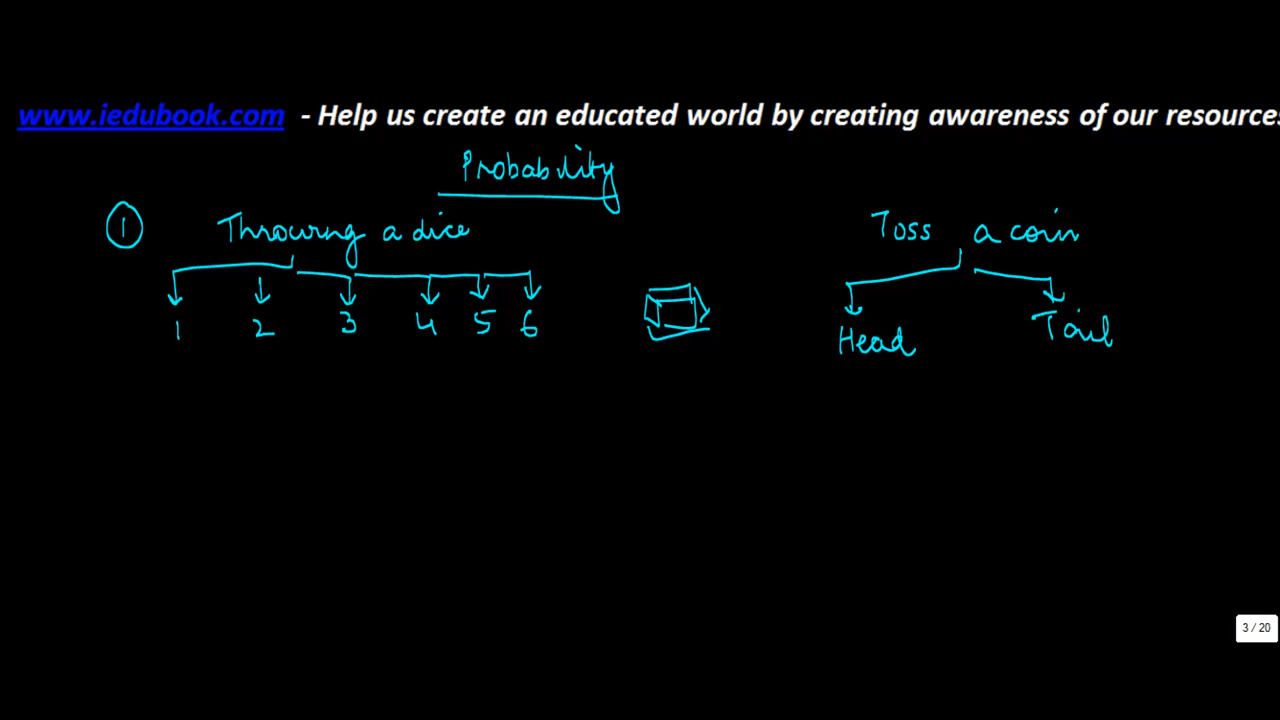 www.iedubook.com - Help us create an educated world by creating awareness of our resources
Probability
① Throwing a dice Toss a coin
1 2 3 4 5 6
Head Tail
3 / 20